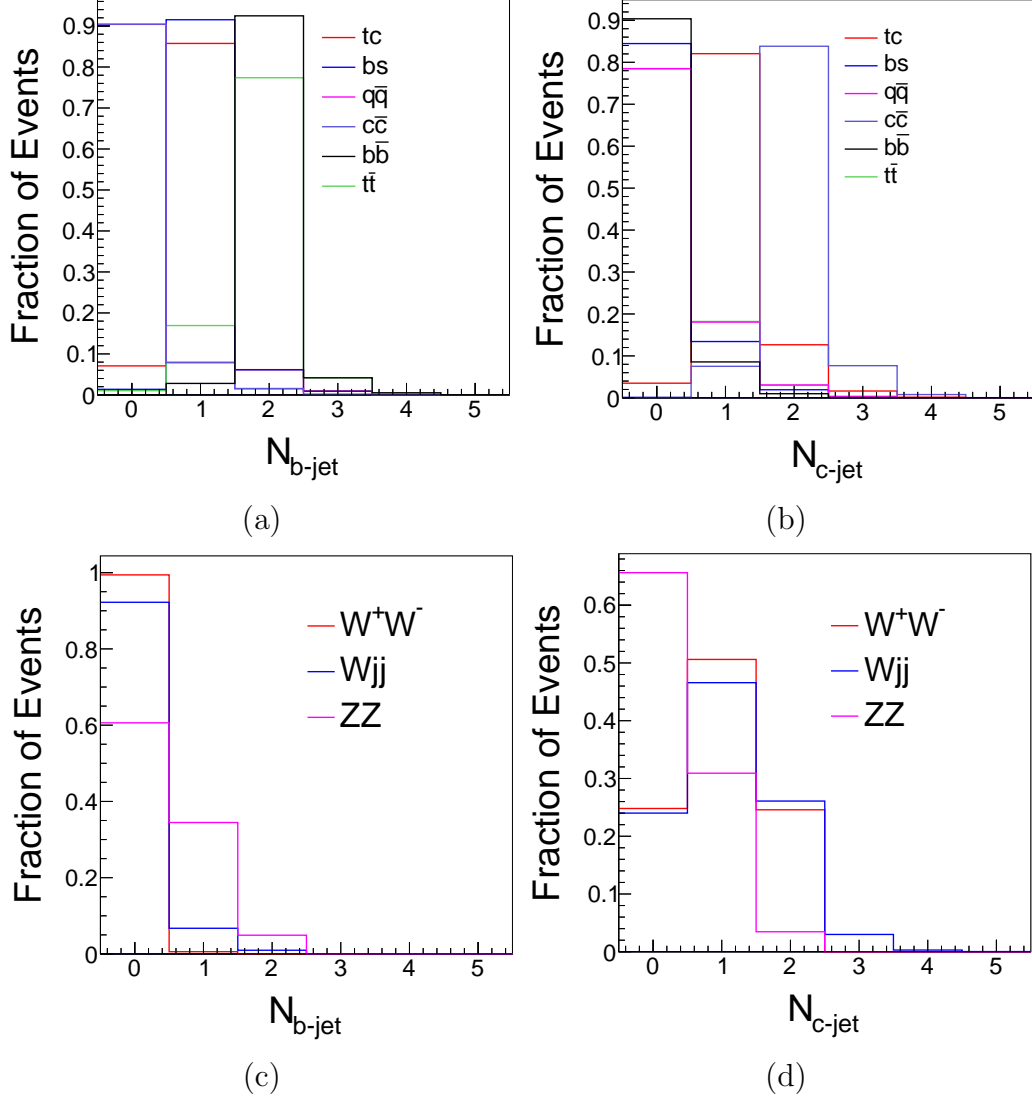 Fraction of Events
0.9
0.8
0.7
0.6
0.5
0.4
0.3
0.2
0.1
0
tc
bs
qq̄
cc̄
bb̄
tt̄
0 1 2 3 4 5
N_b-jet
(a)
Fraction of Events
0.9
0.8
0.7
0.6
0.5
0.4
0.3
0.2
0.1
0
tc
bs
qq̄
cc̄
bb̄
tt̄
0 1 2 3 4 5
N_c-jet
(b)
Fraction of Events
1
0.8
0.6
0.4
0.2
0
W⁺W⁻
Wjj
ZZ
0 1 2 3 4 5
N_b-jet
(c)
Fraction of Events
0.6
0.5
0.4
0.3
0.2
0.1
0
W⁺W⁻
Wjj
ZZ
0 1 2 3 4 5
N_c-jet
(d)